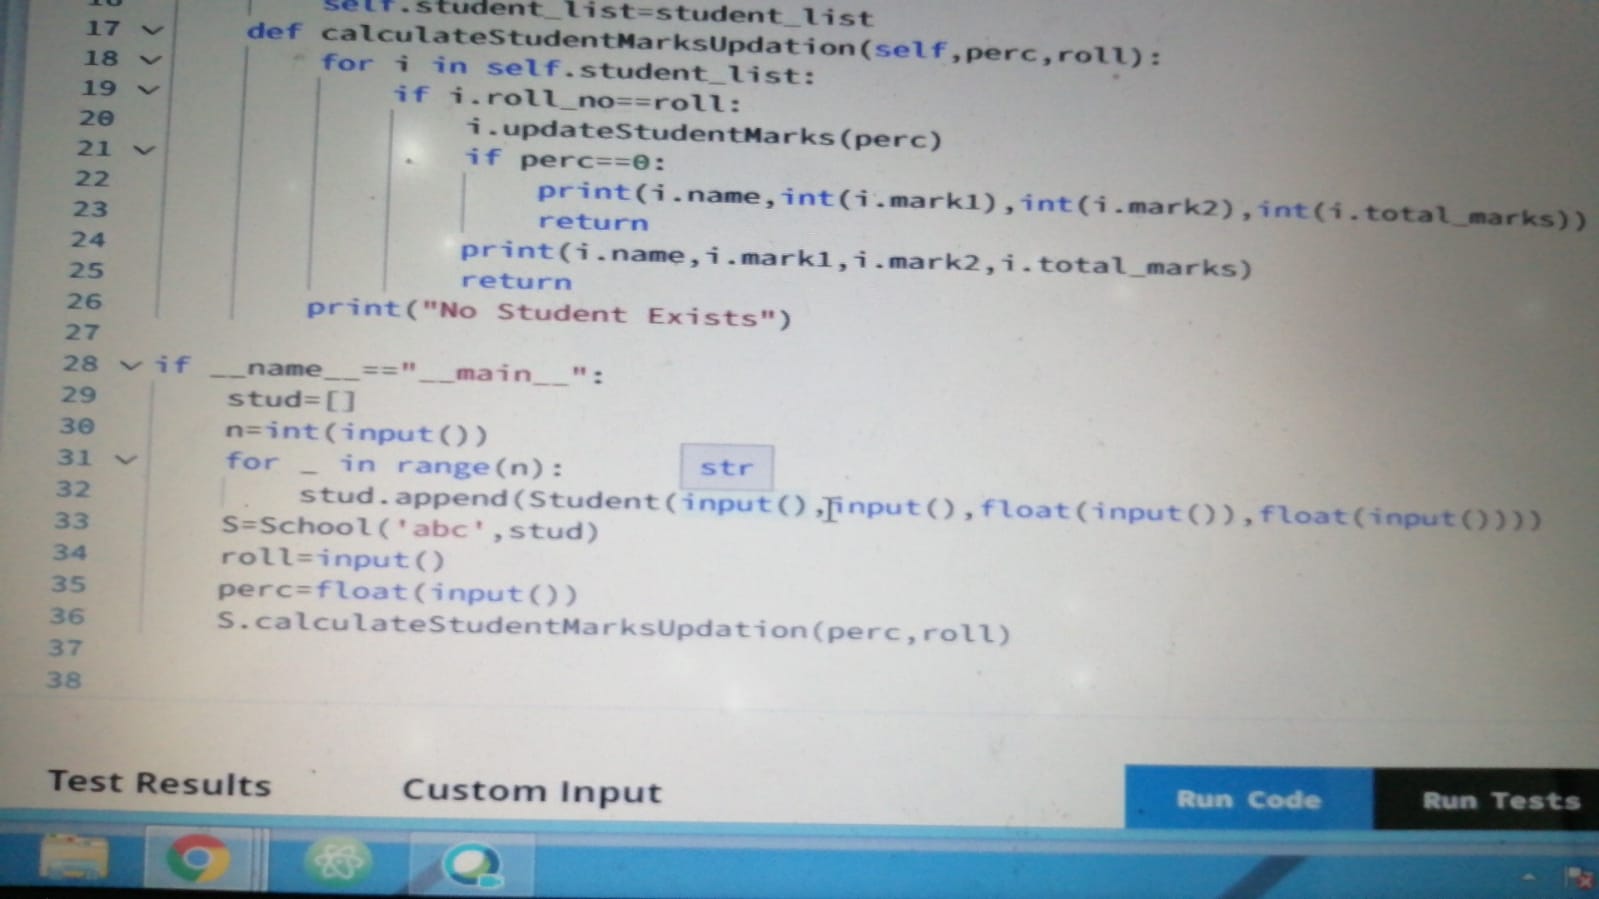 16 self.student_list=student_list
17 def calculateStudentMarksUpdation(self,perc,roll):
18 for i in self.student_list:
19 if i.roll_no==roll:
20 i.updateStudentMarks(perc)
21 if perc==0:
22 print(i.name,int(i.mark1),int(i.mark2),int(i.total_marks))
23 return
24 print(i.name,i.mark1,i.mark2,i.total_marks)
25 return
26 print("No Student Exists")
27
28 if __name__=="__main__":
29 stud=[]
30 n=int(input())
31 for _ in range(n):
str
32 stud.append(Student(input(),input(),float(input()),float(input())))
33 S=School('abc',stud)
34 roll=input()
35 perc=float(input())
36 S.calculateStudentMarksUpdation(perc,roll)
37
38
Test Results Custom Input Run Code Run Tests